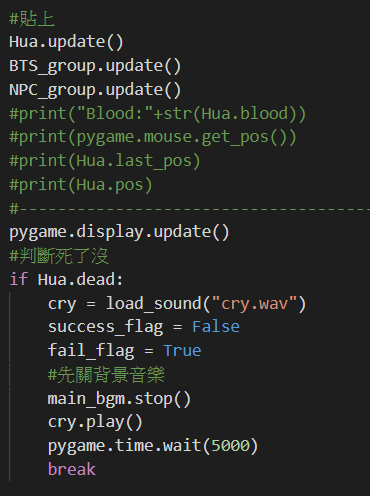 #貼上
Hua.update()
BTS_group.update()
NPC_group.update()
#print("Blood:"+str(Hua.blood))
#print(pygame.mouse.get_pos())
#print(Hua.last_pos)
#print(Hua.pos)
#------------------------------------
pygame.display.update()
#判斷死了沒
if Hua.dead:
    cry = load_sound("cry.wav")
    success_flag = False
    fail_flag = True
    #先關背景音樂
    main_bgm.stop()
    cry.play()
    pygame.time.wait(5000)
    break